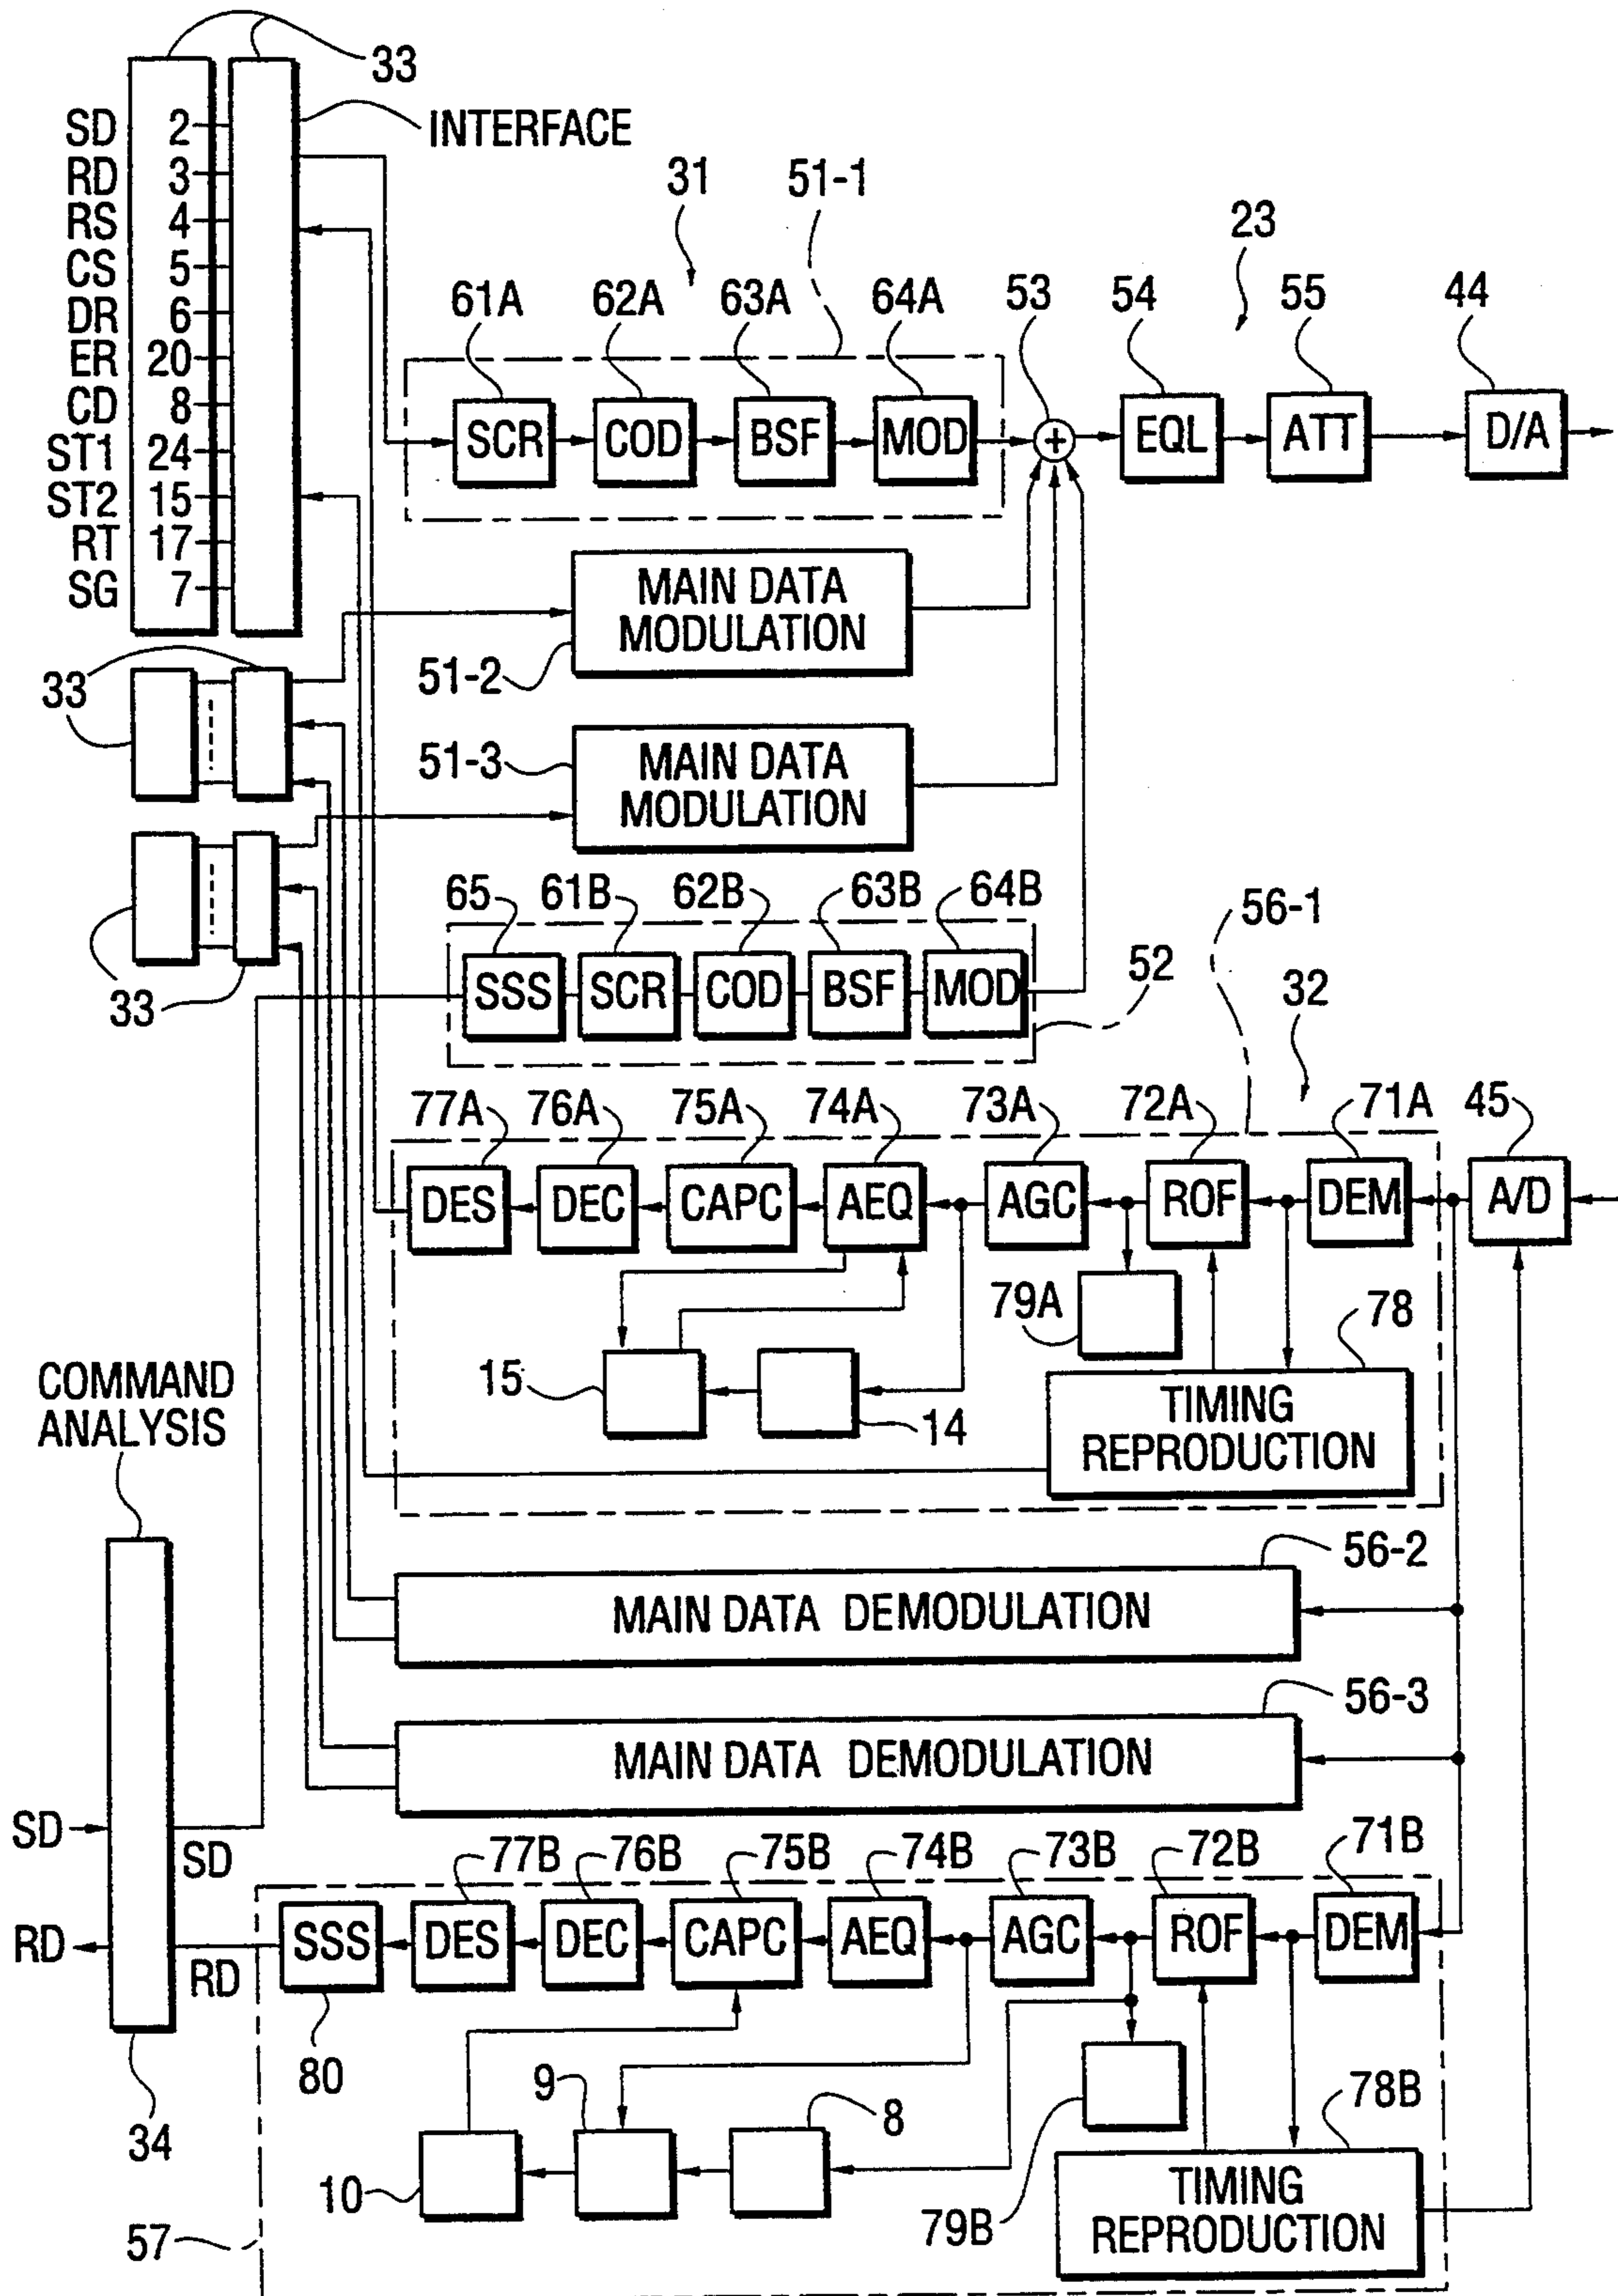 33
INTERFACE
SD 2
RD 3
RS 4
CS 5
DR 6
ER 20
CD 8
ST1 24
ST2 15
RT 17
SG 7
31
51-1
23
61A 62A 63A 64A 53 54 55 44
SCR COD BSF MOD + EQL ATT D/A
MAIN DATA
MODULATION
51-2
33
51-3
MAIN DATA
MODULATION
33
65 61B 62B 63B 64B
SSS SCR COD BSF MOD
52
56-1
32
77A 76A 75A 74A 73A 72A 71A 45
DES DEC CAPC AEQ AGC ROF DEM A/D
79A
78
15
14
TIMING
REPRODUCTION
COMMAND
ANALYSIS
56-2
MAIN DATA DEMODULATION
56-3
MAIN DATA DEMODULATION
SD
SD
RD
RD
34
77B 76B 75B 74B 73B 72B 71B
SSS DES DEC CAPC AEQ AGC ROF DEM
80
9
8
10
79B
78B
TIMING
REPRODUCTION
57